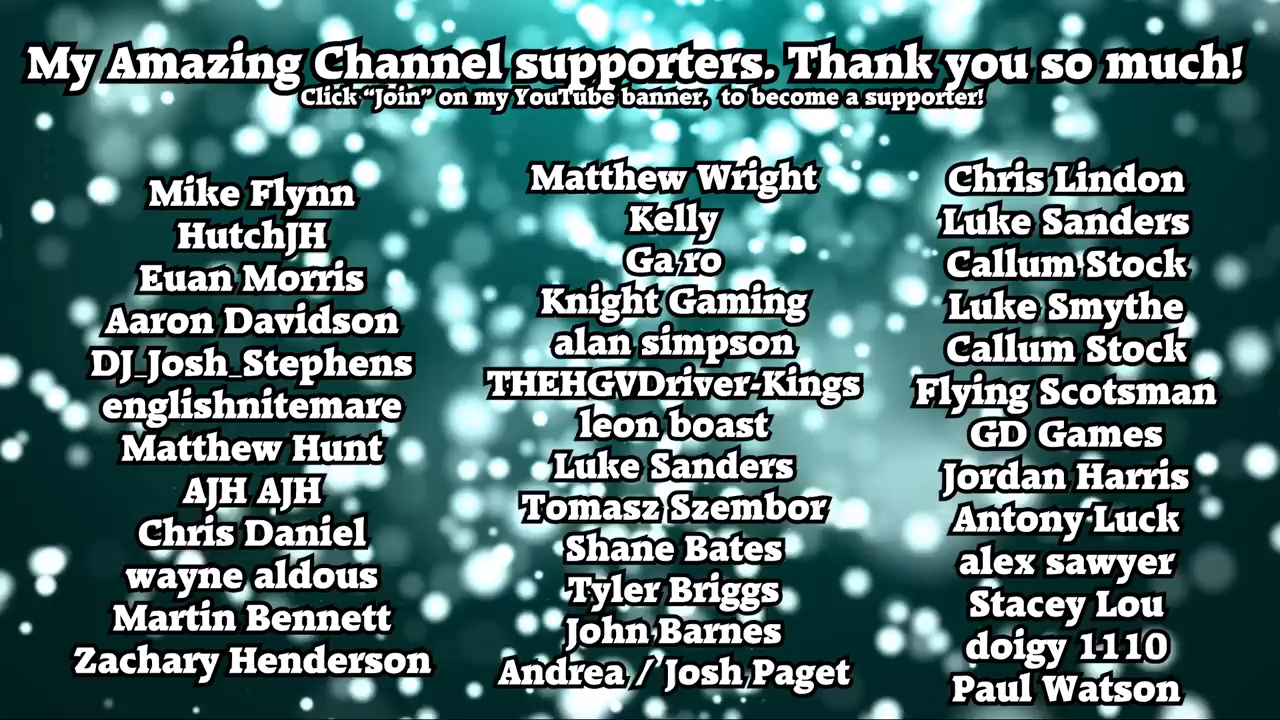 My Amazing Channel supporters. Thank you so much!
Click “Join” on my YouTube banner, to become a supporter!
Mike Flynn
HutchJH
Euan Morris
Aaron Davidson
DJ_Josh_Stephens
englishnitemare
Matthew Hunt
AJH AJH
Chris Daniel
wayne aldous
Martin Bennett
Zachary Henderson
Matthew Wright
Kelly
Ga ro
Knight Gaming
alan simpson
THEHGVDriver-Kings
leon boast
Luke Sanders
Tomasz Szembor
Shane Bates
Tyler Briggs
John Barnes
Andrea / Josh Paget
Chris Lindon
Luke Sanders
Callum Stock
Luke Smythe
Callum Stock
Flying Scotsman
GD Games
Jordan Harris
Antony Luck
alex sawyer
Stacey Lou
doigy 1110
Paul Watson